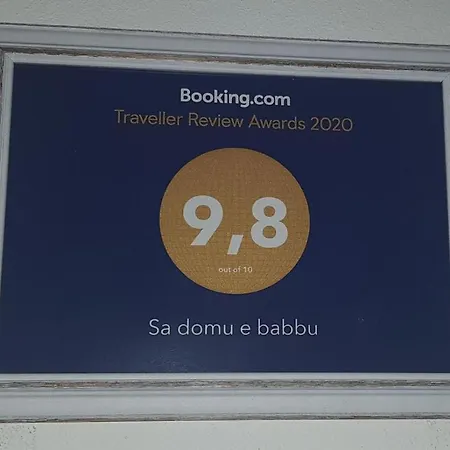 Booking.com
Traveller Review Awards 2020
9,8
out of 10
Sa domu e babbu